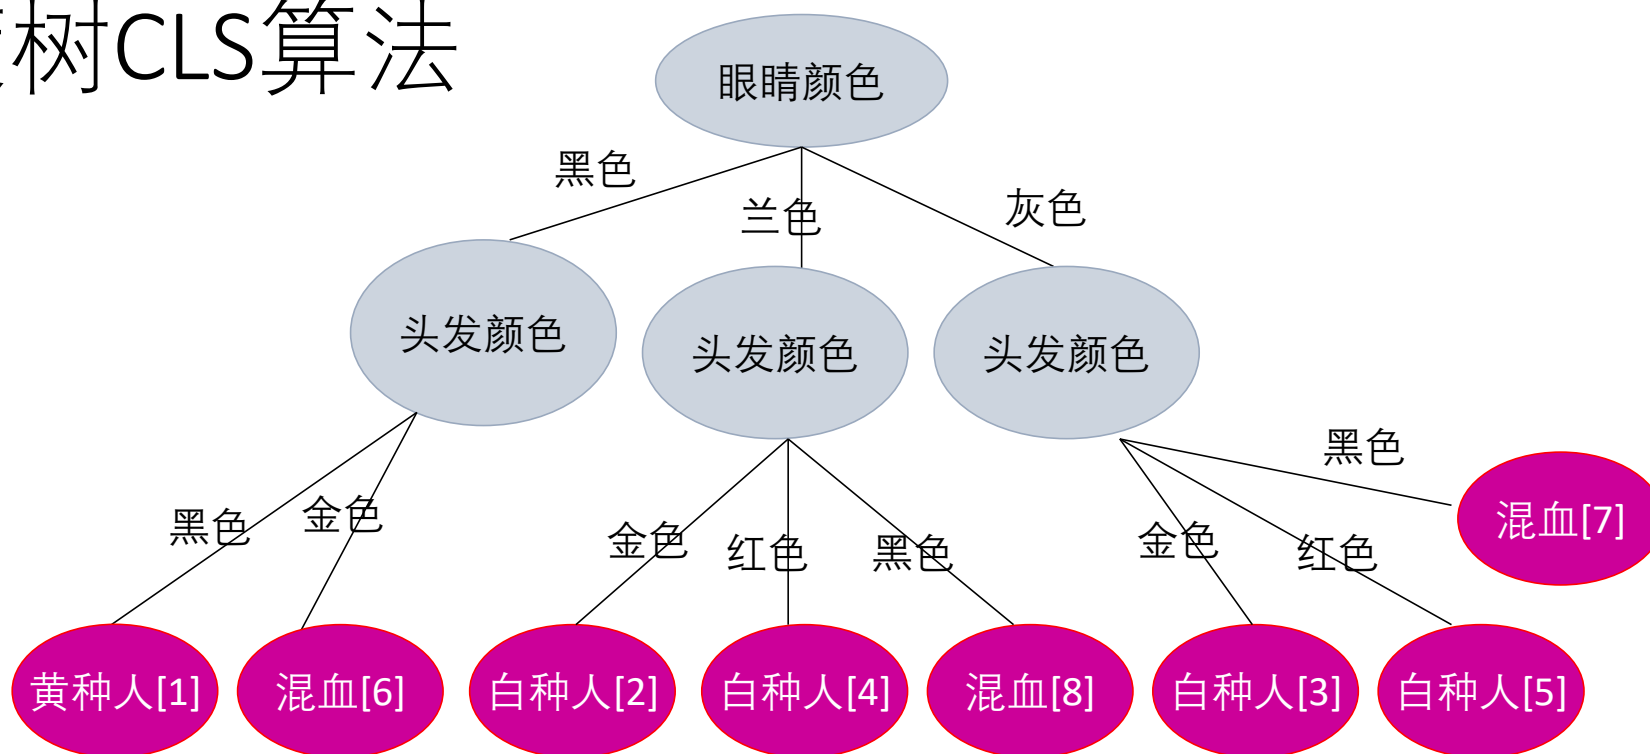 树CLS算法
眼睛颜色
黑色
兰色
灰色
头发颜色
头发颜色
头发颜色
黑色
金色
金色
红色
黑色
金色
红色
黑色
混血[7]
黄种人[1]
混血[6]
白种人[2]
白种人[4]
混血[8]
白种人[3]
白种人[5]